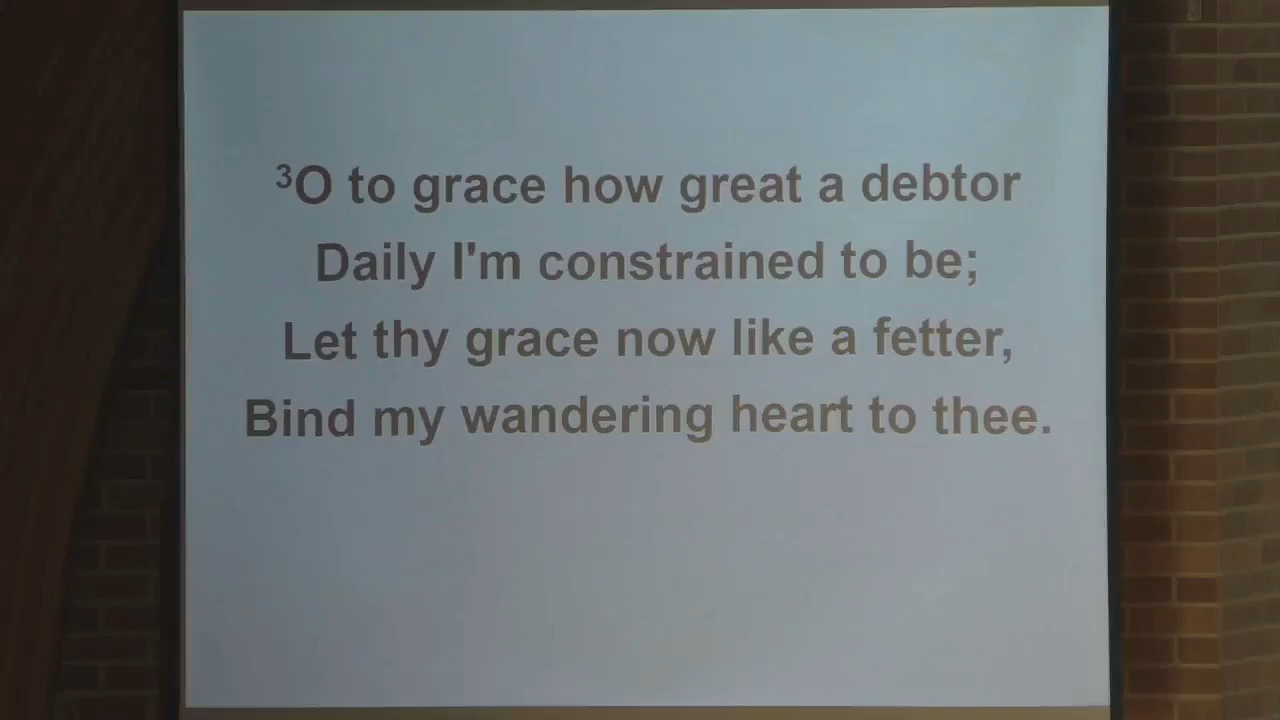 ³O to grace how great a debtor
Daily I'm constrained to be;
Let thy grace now like a fetter,
Bind my wandering heart to thee.